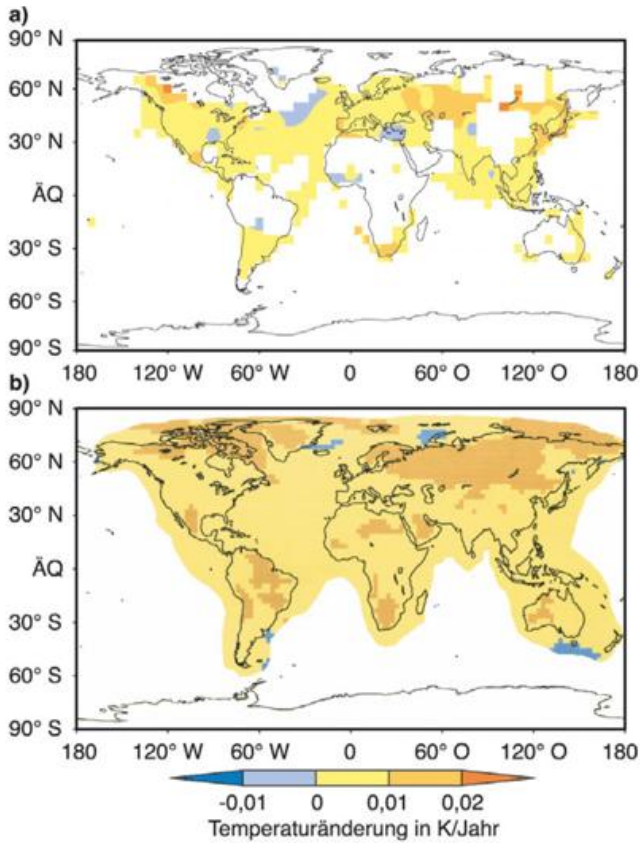 a)
90° N
60° N
30° N
ÄQ
30° S
60° S
90° S
180 120° W 60° W 0 60° O 120° O 180
b)
90° N
60° N
30° N
ÄQ
30° S
60° S
90° S
180 120° W 60° W 0 60° O 120° O 180
-0,01 0 0,01 0,02
Temperaturänderung in K/Jahr